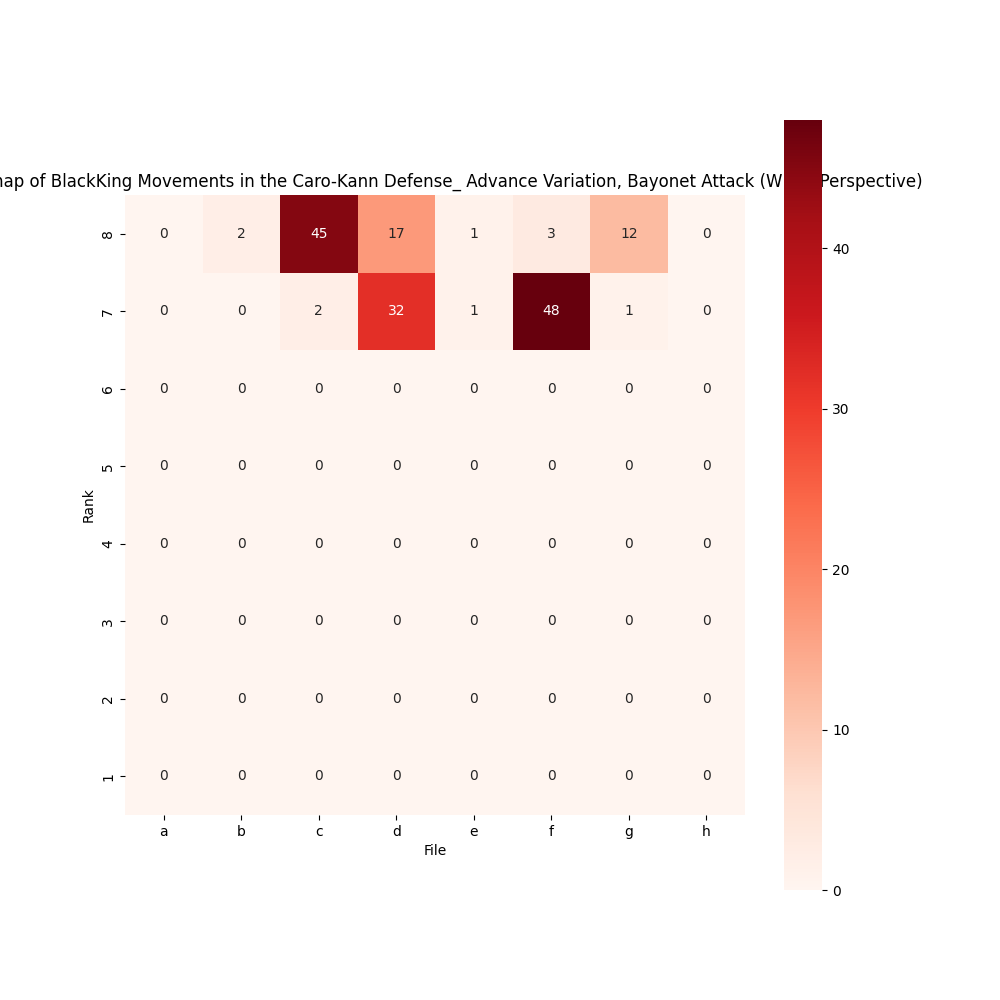 map of BlackKing Movements in the Caro-Kann Defense_ Advance Variation, Bayonet Attack (W Perspective)
8 0 2 45 17 1 3 12 0
7 0 0 2 32 1 48 1 0
6 0 0 0 0 0 0 0 0
5 0 0 0 0 0 0 0 0
4 0 0 0 0 0 0 0 0
3 0 0 0 0 0 0 0 0
2 0 0 0 0 0 0 0 0
1 0 0 0 0 0 0 0 0
Rank
a b c d e f g h
File
40
30
20
10
0